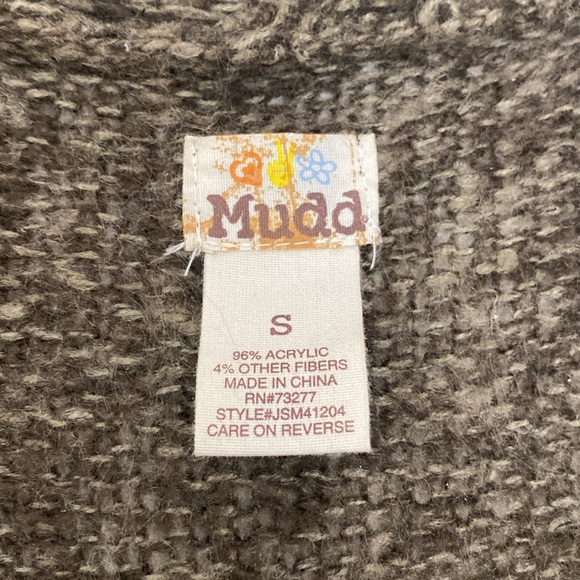 Mudd
S
96% ACRYLIC
4% OTHER FIBERS
MADE IN CHINA
RN#73277
STYLE#JSM41204
CARE ON REVERSE